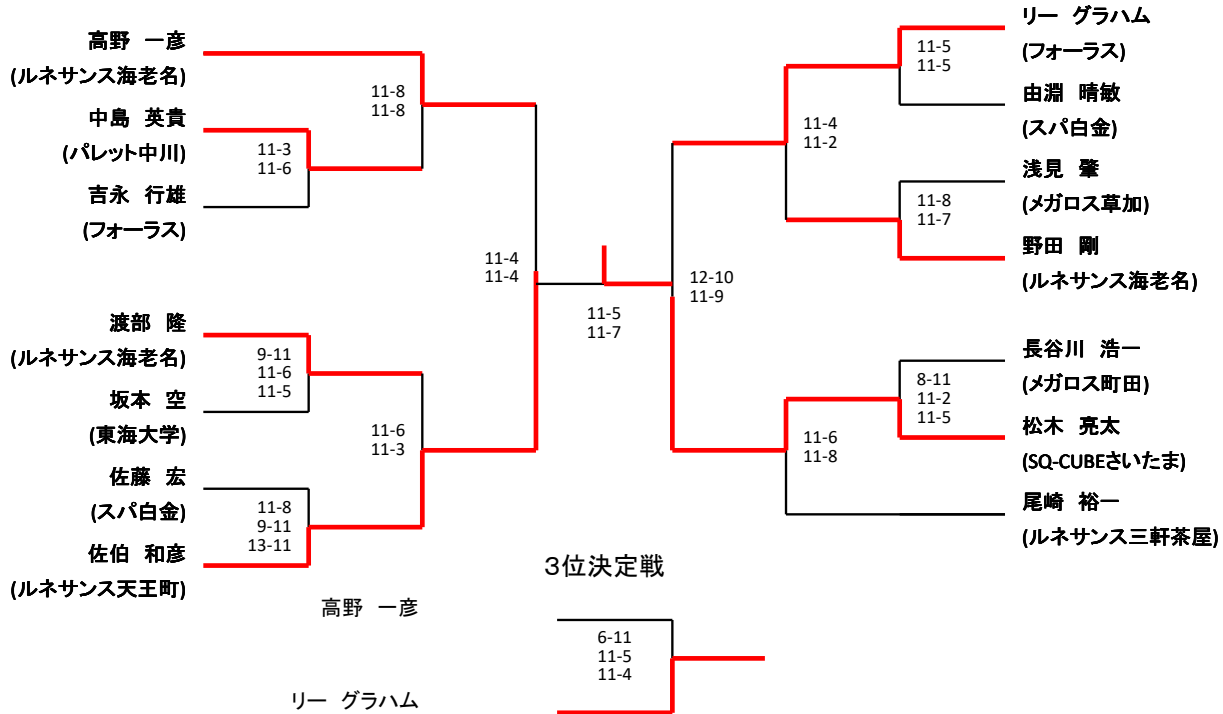 高野　一彦
(ルネサンス海老名)
中島　英貴
(パレット中川)
吉永　行雄
(フォーラス)
渡部　隆
(ルネサンス海老名)
坂本　空
(東海大学)
佐藤　宏
(スパ白金)
佐伯　和彦
(ルネサンス天王町)
11-8
11-8
11-3
11-6
9-11
11-6
11-5
11-8
9-11
13-11
11-6
11-3
11-4
11-4
11-5
11-7
12-10
11-9
11-4
11-2
11-6
11-8
11-5
11-5
11-8
11-7
8-11
11-2
11-5
リー　グラハム
(フォーラス)
由淵　晴敏
(スパ白金)
浅見　肇
(メガロス草加)
野田　剛
(ルネサンス海老名)
長谷川　浩一
(メガロス町田)
松木　亮太
(SQ-CUBEさいたま)
尾崎　裕一
(ルネサンス三軒茶屋)
３位決定戦
高野　一彦
6-11
11-5
11-4
リー　グラハム